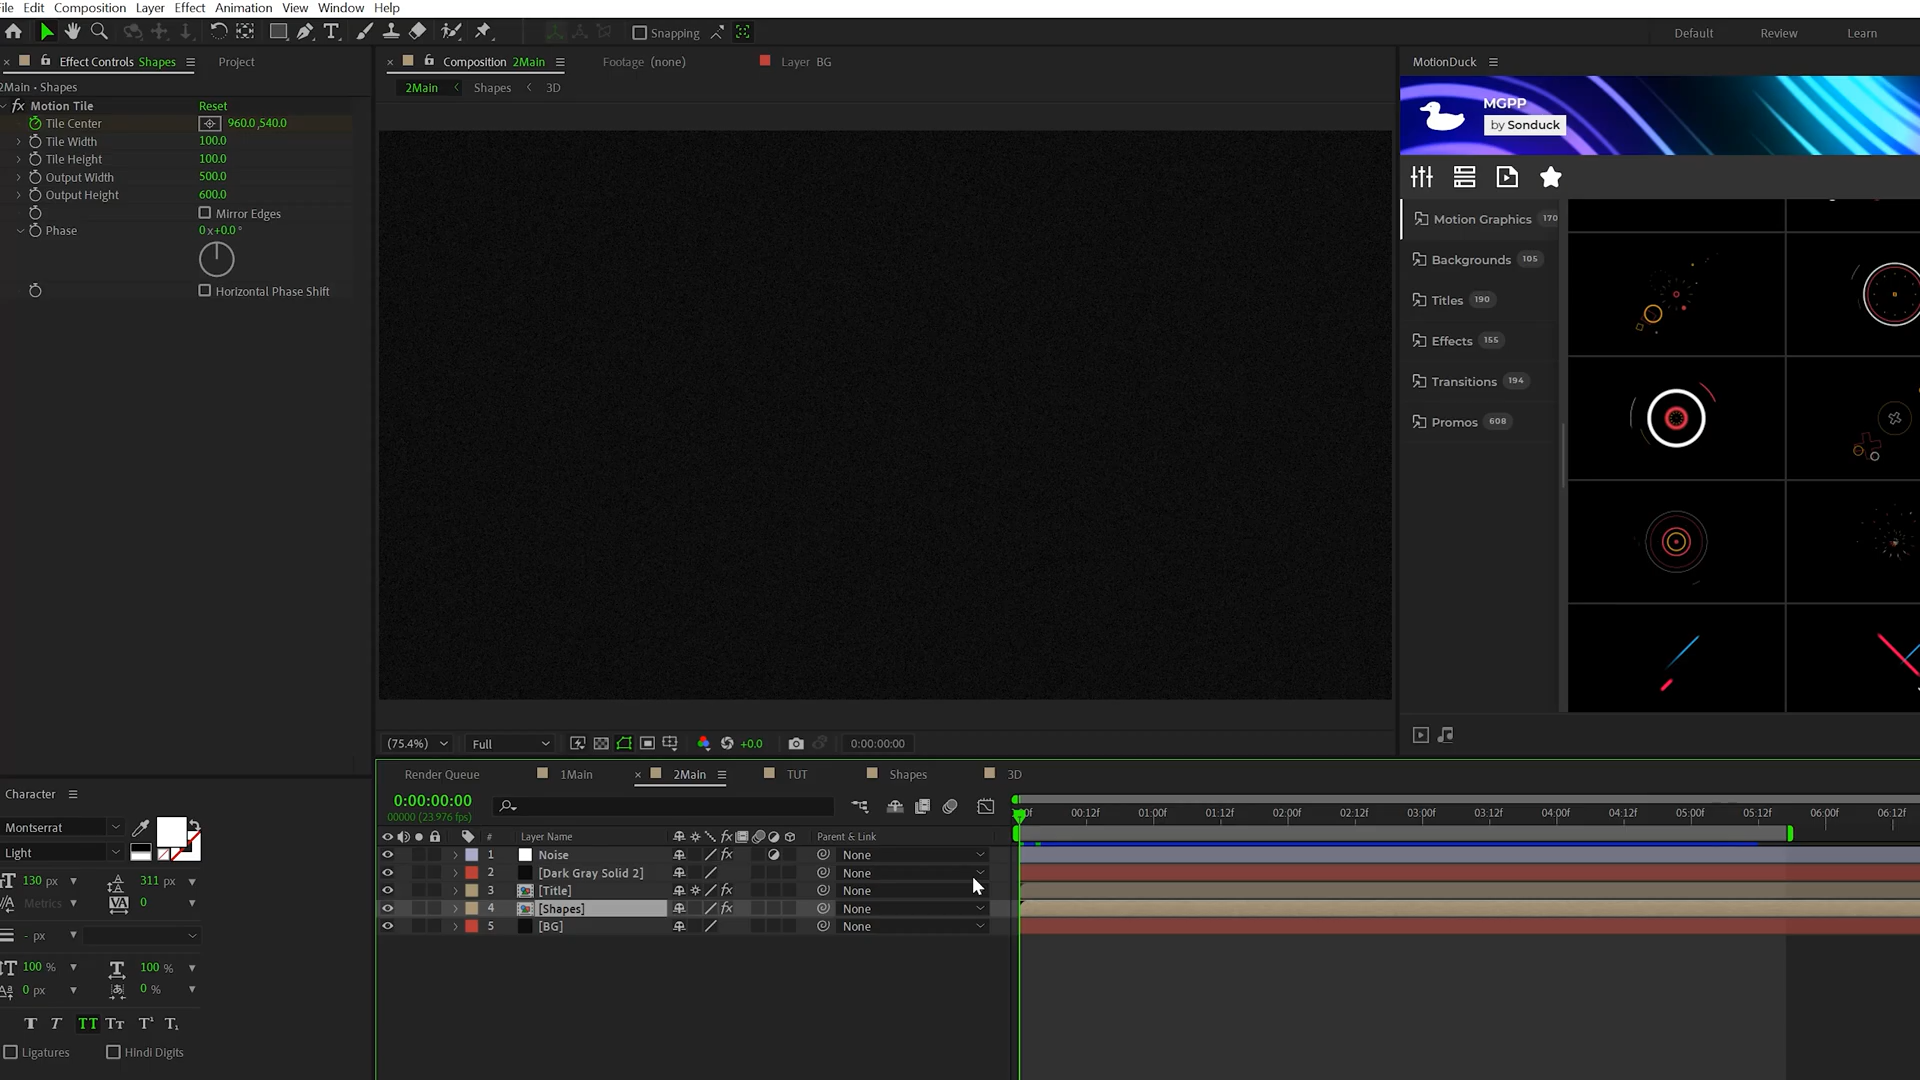 ile Edit Composition Layer Effect Animation View Window Help
Snapping
Default Review Learn
Effect Controls Shapes Project
2Main • Shapes
fx Motion Tile Reset
Tile Center 960.0,540.0
Tile Width 100.0
Tile Height 100.0
Output Width 500.0
Output Height 600.0
Mirror Edges
Phase 0x+0.0°
Horizontal Phase Shift
Composition 2Main Footage (none) Layer BG
2Main Shapes 3D
(75.4%) Full +0.0 0:00:00:00
MotionDuck
MGPP
by Sonduck
Motion Graphics 170
Backgrounds 105
Titles 190
Effects 155
Transitions 194
Promos 608
Character
Montserrat
Light
130 px 311 px
Metrics 0
- px
100 % 100 %
0 px 0 %
T T TT Tт T¹ T₁
Ligatures Hindi Digits
Render Queue 1Main 2Main TUT Shapes 3D
0:00:00:00
00000 (23.976 fps)
00:12f 01:00f 01:12f 02:00f 02:12f 03:00f 03:12f 04:00f 04:12f 05:00f 05:12f 06:00f 06:12f
# Layer Name fx Parent & Link
1 Noise fx None
2 [Dark Gray Solid 2] None
3 [Title] fx None
4 [Shapes] fx None
5 [BG] None